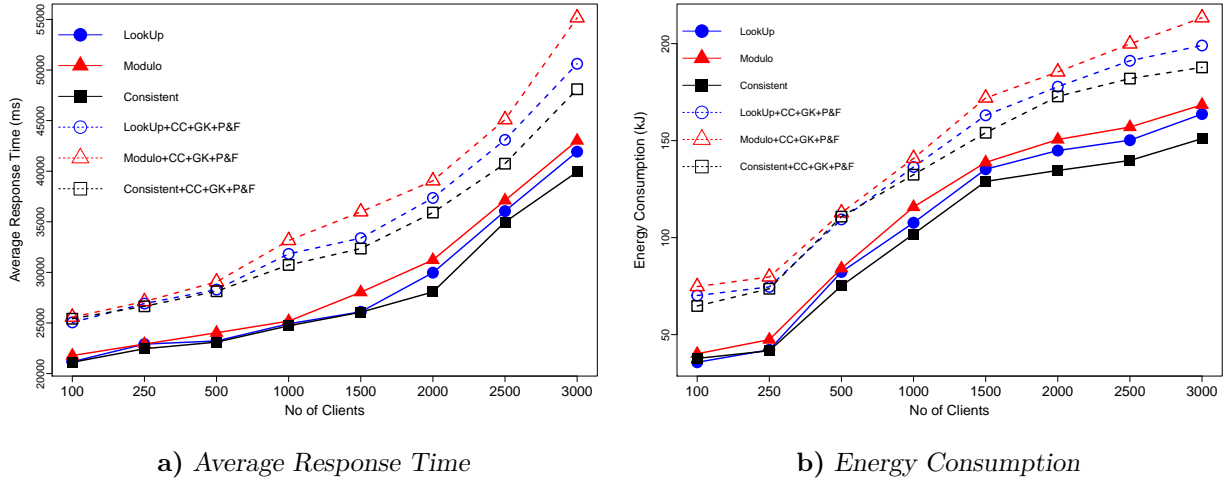 Average Response Time (ms)
55000
50000
45000
40000
35000
30000
25000
20000
LookUp
Modulo
Consistent
LookUp+CC+GK+P&F
Modulo+CC+GK+P&F
Consistent+CC+GK+P&F
100 250 500 1000 1500 2000 2500 3000
No of Clients
a) Average Response Time
Energy Consumption (kJ)
200
150
100
50
LookUp
Modulo
Consistent
LookUp+CC+GK+P&F
Modulo+CC+GK+P&F
Consistent+CC+GK+P&F
100 250 500 1000 1500 2000 2500 3000
No of Clients
b) Energy Consumption